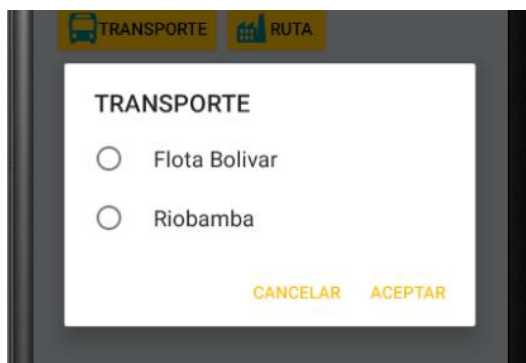 TRANSPORTE RUTA
TRANSPORTE
Flota Bolivar
Riobamba
CANCELAR ACEPTAR